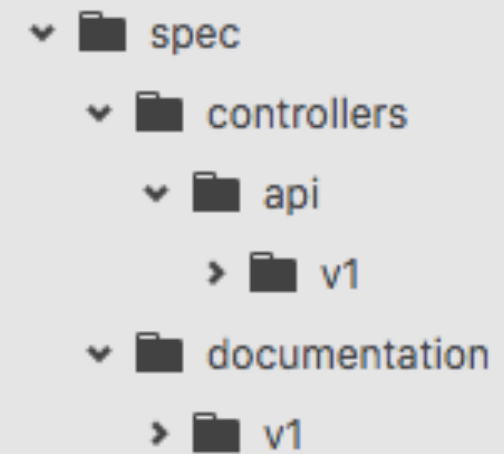 spec
controllers
api
v1
documentation
v1